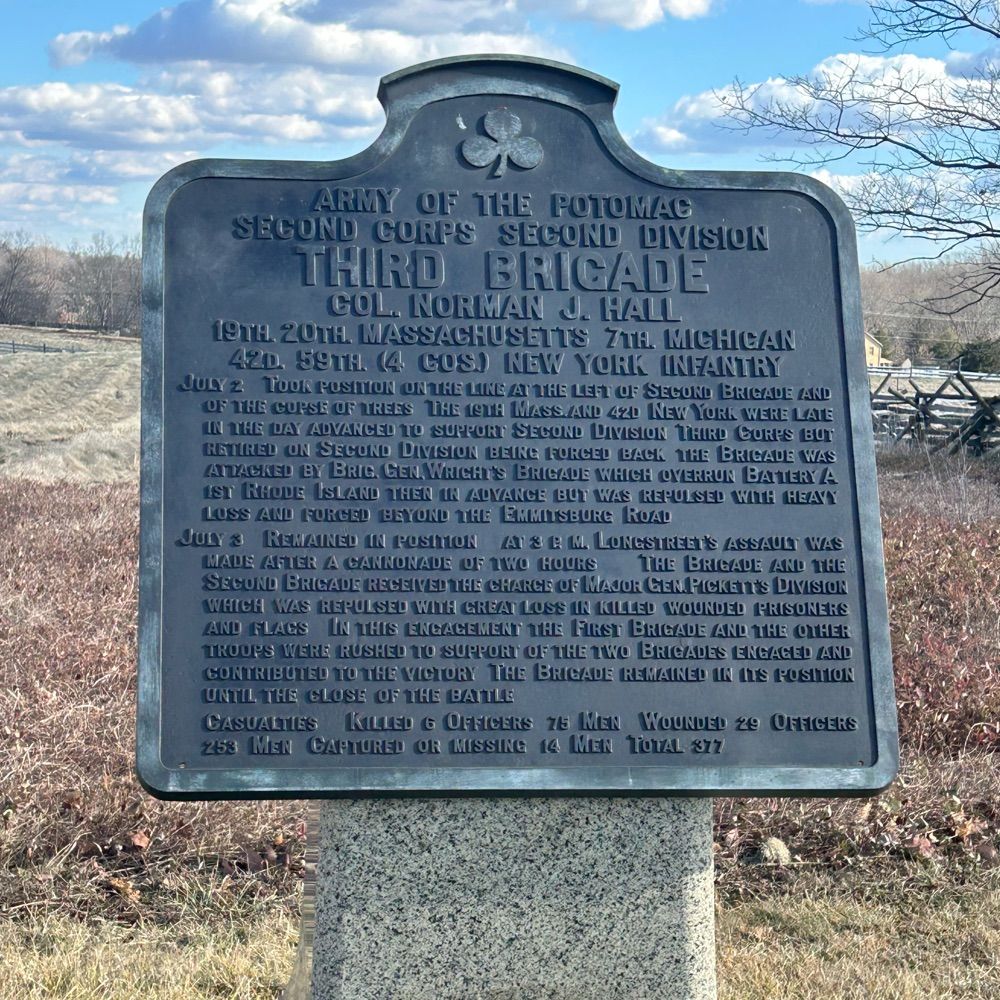 ARMY OF THE POTOMAC
SECOND CORPS SECOND DIVISION
THIRD BRIGADE
COL. NORMAN J. HALL
19TH. 20TH. MASSACHUSETTS 7TH. MICHIGAN
42D. 59TH. (4 COS.) NEW YORK INFANTRY
JULY 2 TOOK POSITION ON THE LINE AT THE LEFT OF SECOND BRIGADE AND
OF THE COPSE OF TREES THE 19TH MASS. AND 42D NEW YORK WERE LATE
IN THE DAY ADVANCED TO SUPPORT SECOND DIVISION THIRD CORPS BUT
RETIRED ON SECOND DIVISION BEING FORCED BACK THE BRIGADE WAS
ATTACKED BY BRIG. GEN. WRIGHT'S BRIGADE WHICH OVERRUN BATTERY A
1ST RHODE ISLAND THEN IN ADVANCE BUT WAS REPULSED WITH HEAVY
LOSS AND FORCED BEYOND THE EMMITSBURG ROAD
JULY 3 REMAINED IN POSITION AT 3 P. M. LONGSTREET'S ASSAULT WAS
MADE AFTER A CANNONADE OF TWO HOURS THE BRIGADE AND THE
SECOND BRIGADE RECEIVED THE CHARGE OF MAJOR GEN. PICKETT'S DIVISION
WHICH WAS REPULSED WITH GREAT LOSS IN KILLED WOUNDED PRISONERS
AND FLAGS IN THIS ENGAGEMENT THE FIRST BRIGADE AND THE OTHER
TROOPS WERE RUSHED TO SUPPORT OF THE TWO BRIGADES ENGAGED AND
CONTRIBUTED TO THE VICTORY THE BRIGADE REMAINED IN ITS POSITION
UNTIL THE CLOSE OF THE BATTLE
CASUALTIES KILLED 6 OFFICERS 75 MEN WOUNDED 29 OFFICERS
253 MEN CAPTURED OR MISSING 14 MEN TOTAL 377